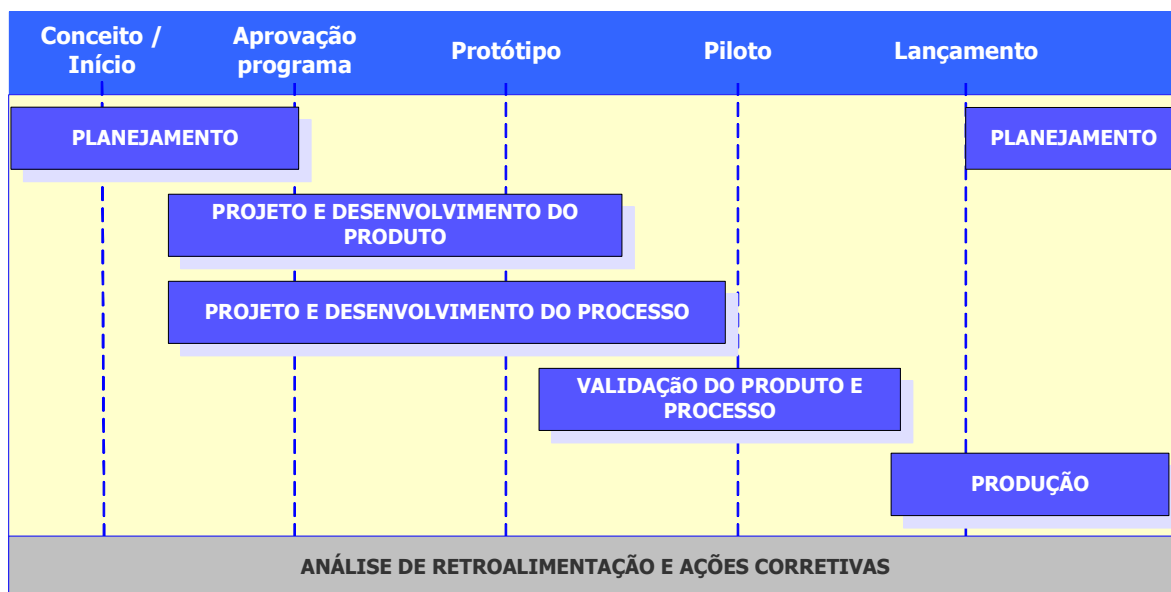 Conceito /
Início
Aprovação
programa
Protótipo
Piloto
Lançamento
PLANEJAMENTO
PLANEJAMENTO
PROJETO E DESENVOLVIMENTO DO
PRODUTO
PROJETO E DESENVOLVIMENTO DO PROCESSO
VALIDAÇãO DO PRODUTO E
PROCESSO
PRODUÇÃO
ANÁLISE DE RETROALIMENTAÇÃO E AÇÕES CORRETIVAS